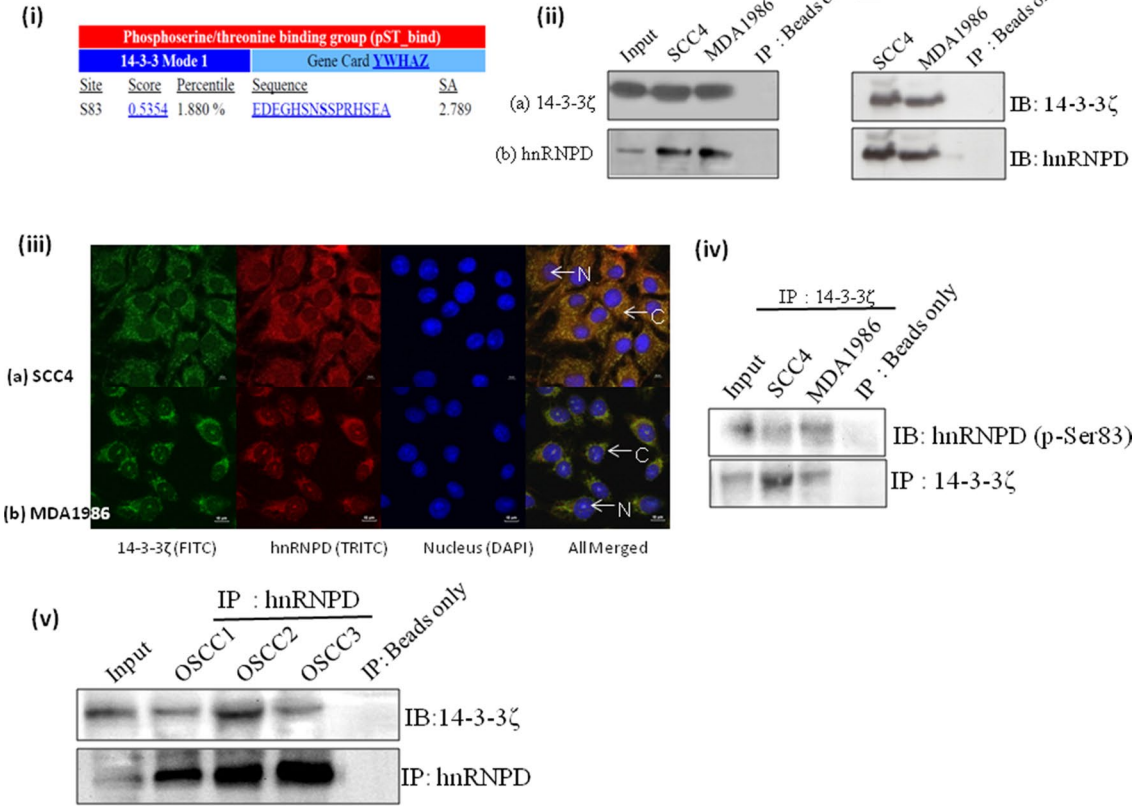 (i)
Phosphoserine/threonine binding group (pST_bind)
14-3-3 Mode 1 Gene Card YWHAZ
Site Score Percentile Sequence SA
S83 0.5354 1.880 % EDEGHSNSSPRHSEA 2.789
(ii)
Input SCC4 MDA1986 IP : Beads
SCC4 MDA1986 IP : Beads
(a) 14-3-3ζ
IB: 14-3-3ζ
(b) hnRNPD
IB: hnRNPD
(iii)
N
C
(a) SCC4
C
N
(b) MDA1986
14-3-3ζ (FITC) hnRNPD (TRITC) Nucleus (DAPI) All Merged
(iv)
IP : 14-3-3ζ
Input SCC4 MDA1986 IP : Beads only
IB: hnRNPD (p-Ser83)
IP : 14-3-3ζ
(v)
IP : hnRNPD
Input OSCC1 OSCC2 OSCC3 IP: Beads only
IB:14-3-3ζ
IP: hnRNPD